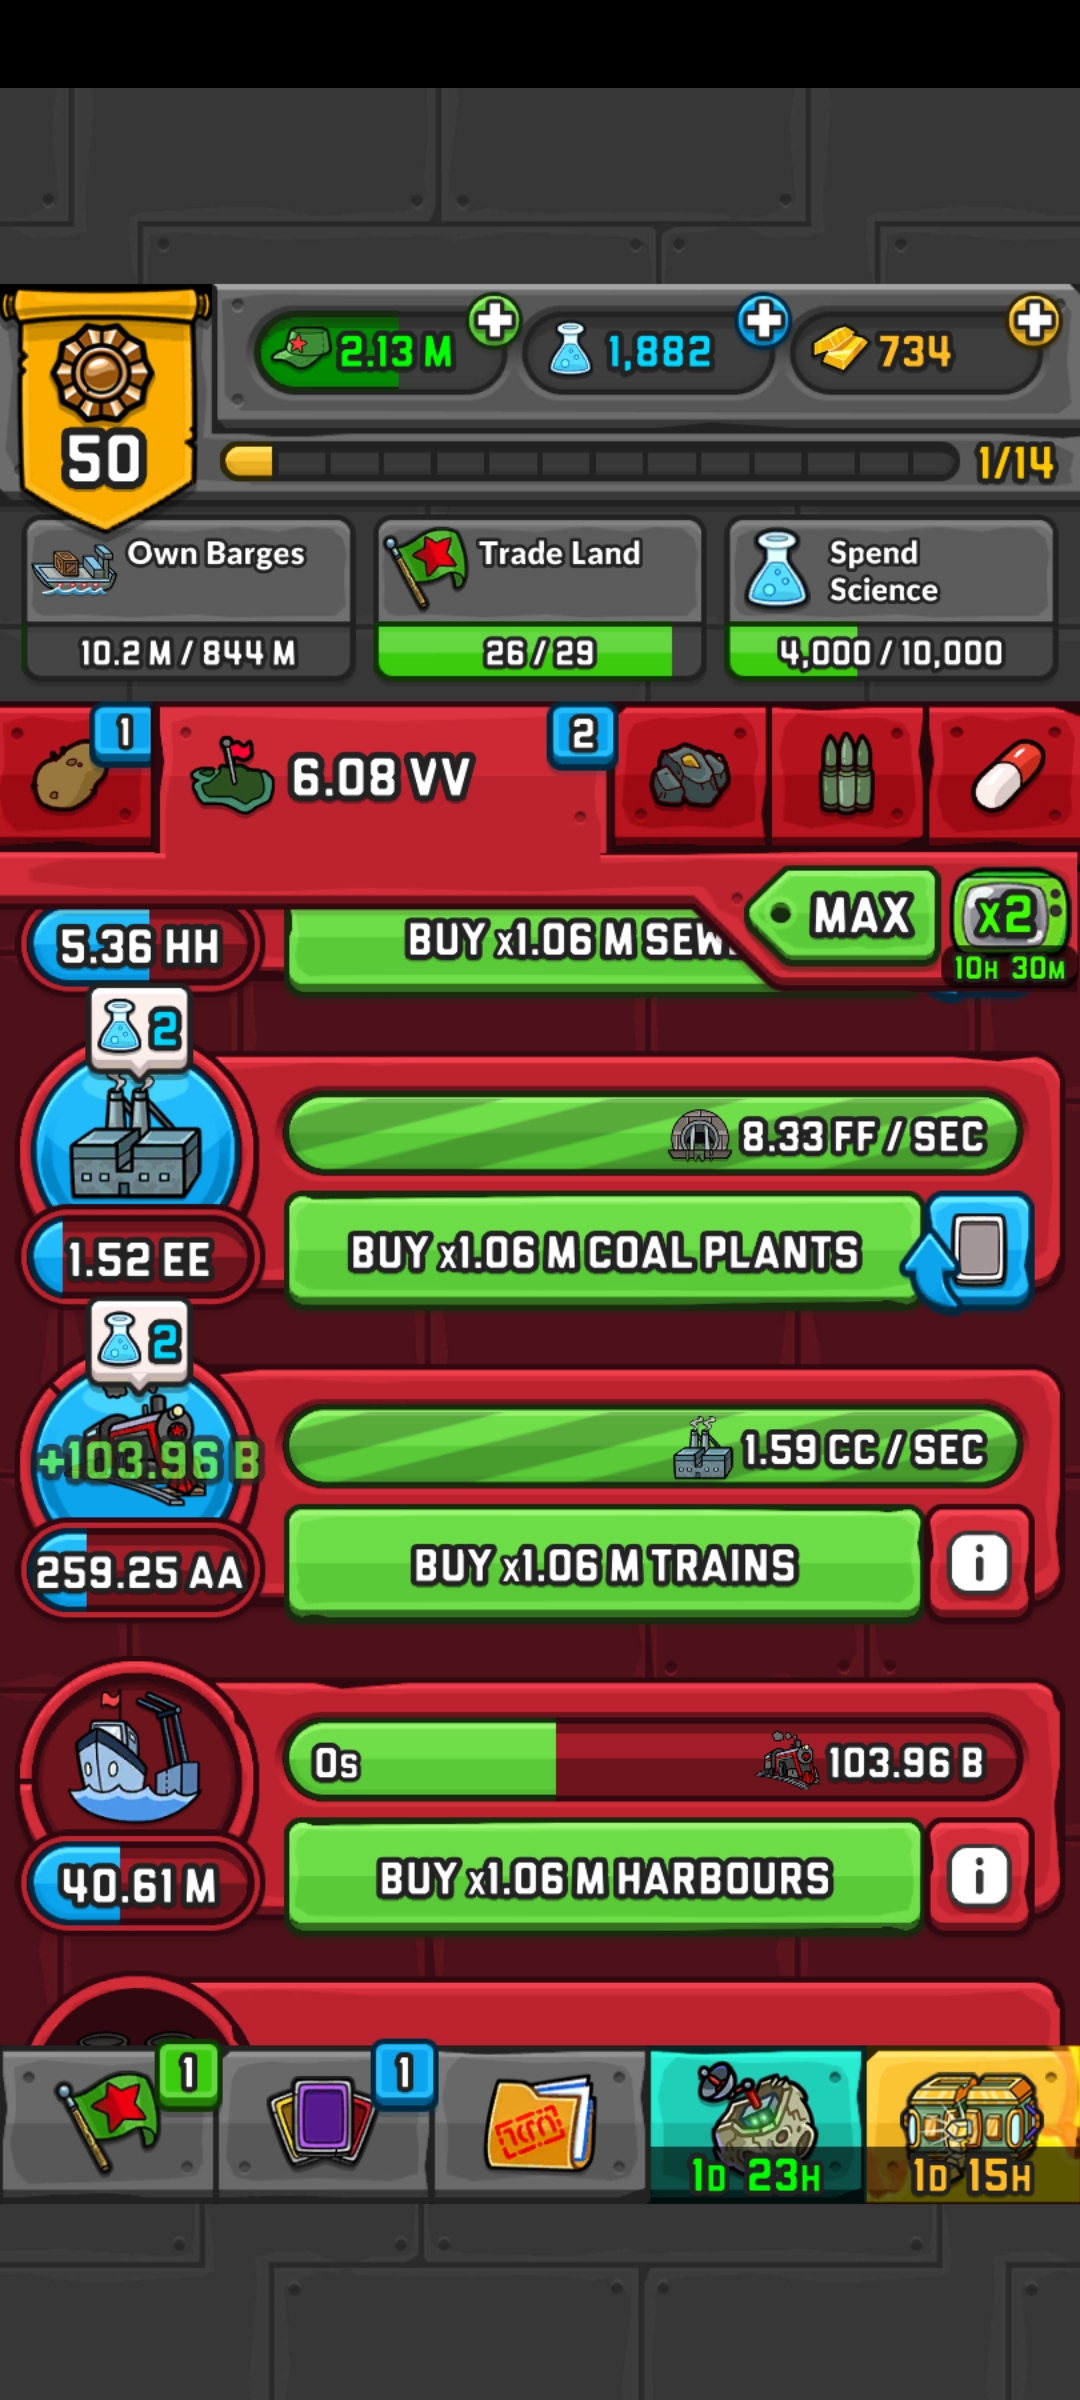 2.13 M
1,882
734
50
1/14
Own Barges
10.2 M / 844 M
Trade Land
26 / 29
Spend
Science
4,000 / 10,000
1
6.08 VV
2
MAX
x2
10H 30M
5.36 HH
BUY x1.06 M SEW
2
8.33 FF / SEC
1.52 EE
BUY x1.06 M COAL PLANTS
2
+103.96 B
1.59 CC / SEC
259.25 AA
BUY x1.06 M TRAINS
i
0s
103.96 B
40.61 M
BUY x1.06 M HARBOURS
i
1
1
1D 23H
1D 15H